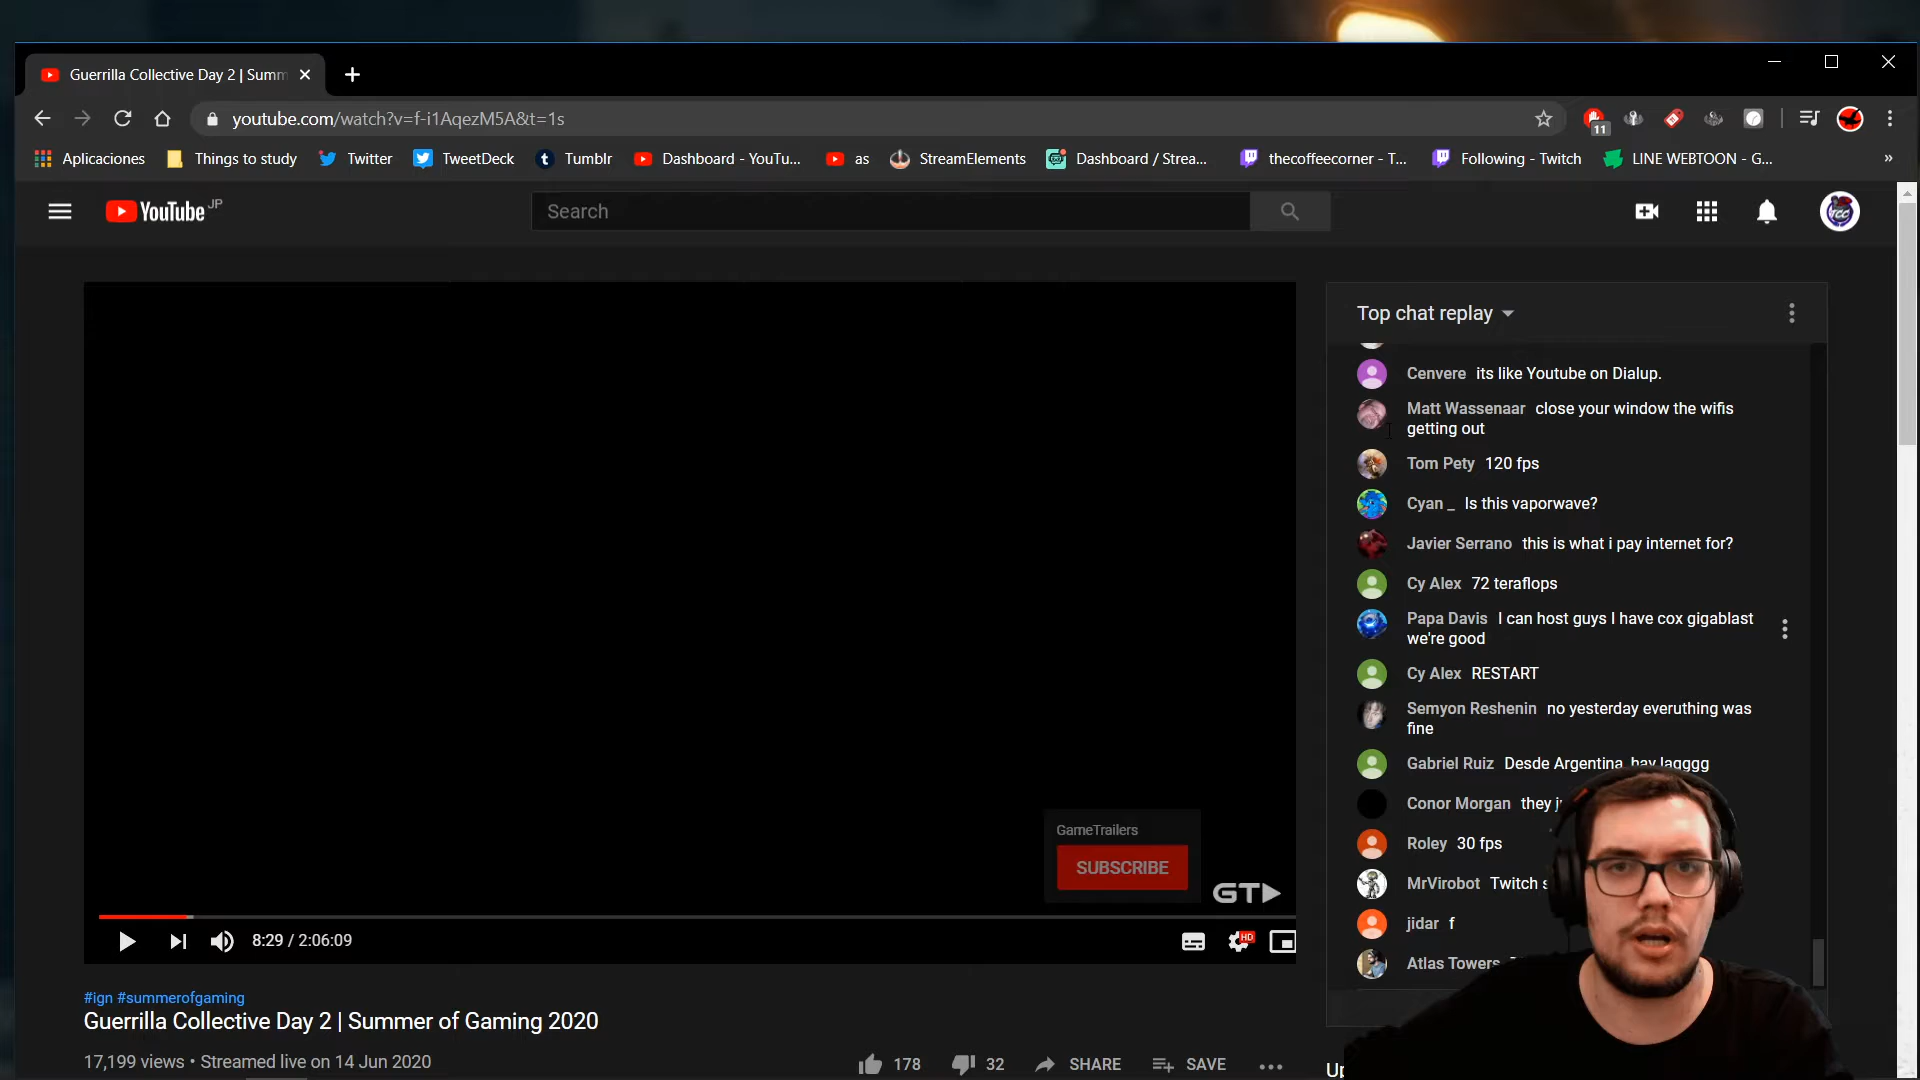 Guerrilla Collective Day 2 | Summ
youtube.com/watch?v=f-i1AqezM5A&t=1s
11
Aplicaciones
Things to study
Twitter
TweetDeck
Tumblr
Dashboard - YouTu...
as
StreamElements
Dashboard / Strea...
thecoffeecorner - T...
Following - Twitch
LINE WEBTOON - G...
»
YouTube JP
Search
TCC
Top chat replay
Cenvere its like Youtube on Dialup.
Matt Wassenaar close your window the wifis
getting out
Tom Pety 120 fps
Cyan _ Is this vaporwave?
Javier Serrano this is what i pay internet for?
Cy Alex 72 teraflops
Papa Davis I can host guys I have cox gigablast
we're good
Cy Alex RESTART
Semyon Reshenin no yesterday everuthing was
fine
Gabriel Ruiz Desde Argentina, hay lagggg
Conor Morgan they
Roley 30 fps
MrVirobot Twitch
jidar f
Atlas Towers
GameTrailers
SUBSCRIBE
GT
8:29 / 2:06:09
HD
#ign #summerofgaming
Guerrilla Collective Day 2 | Summer of Gaming 2020
17,199 views • Streamed live on 14 Jun 2020
178
32
SHARE
SAVE